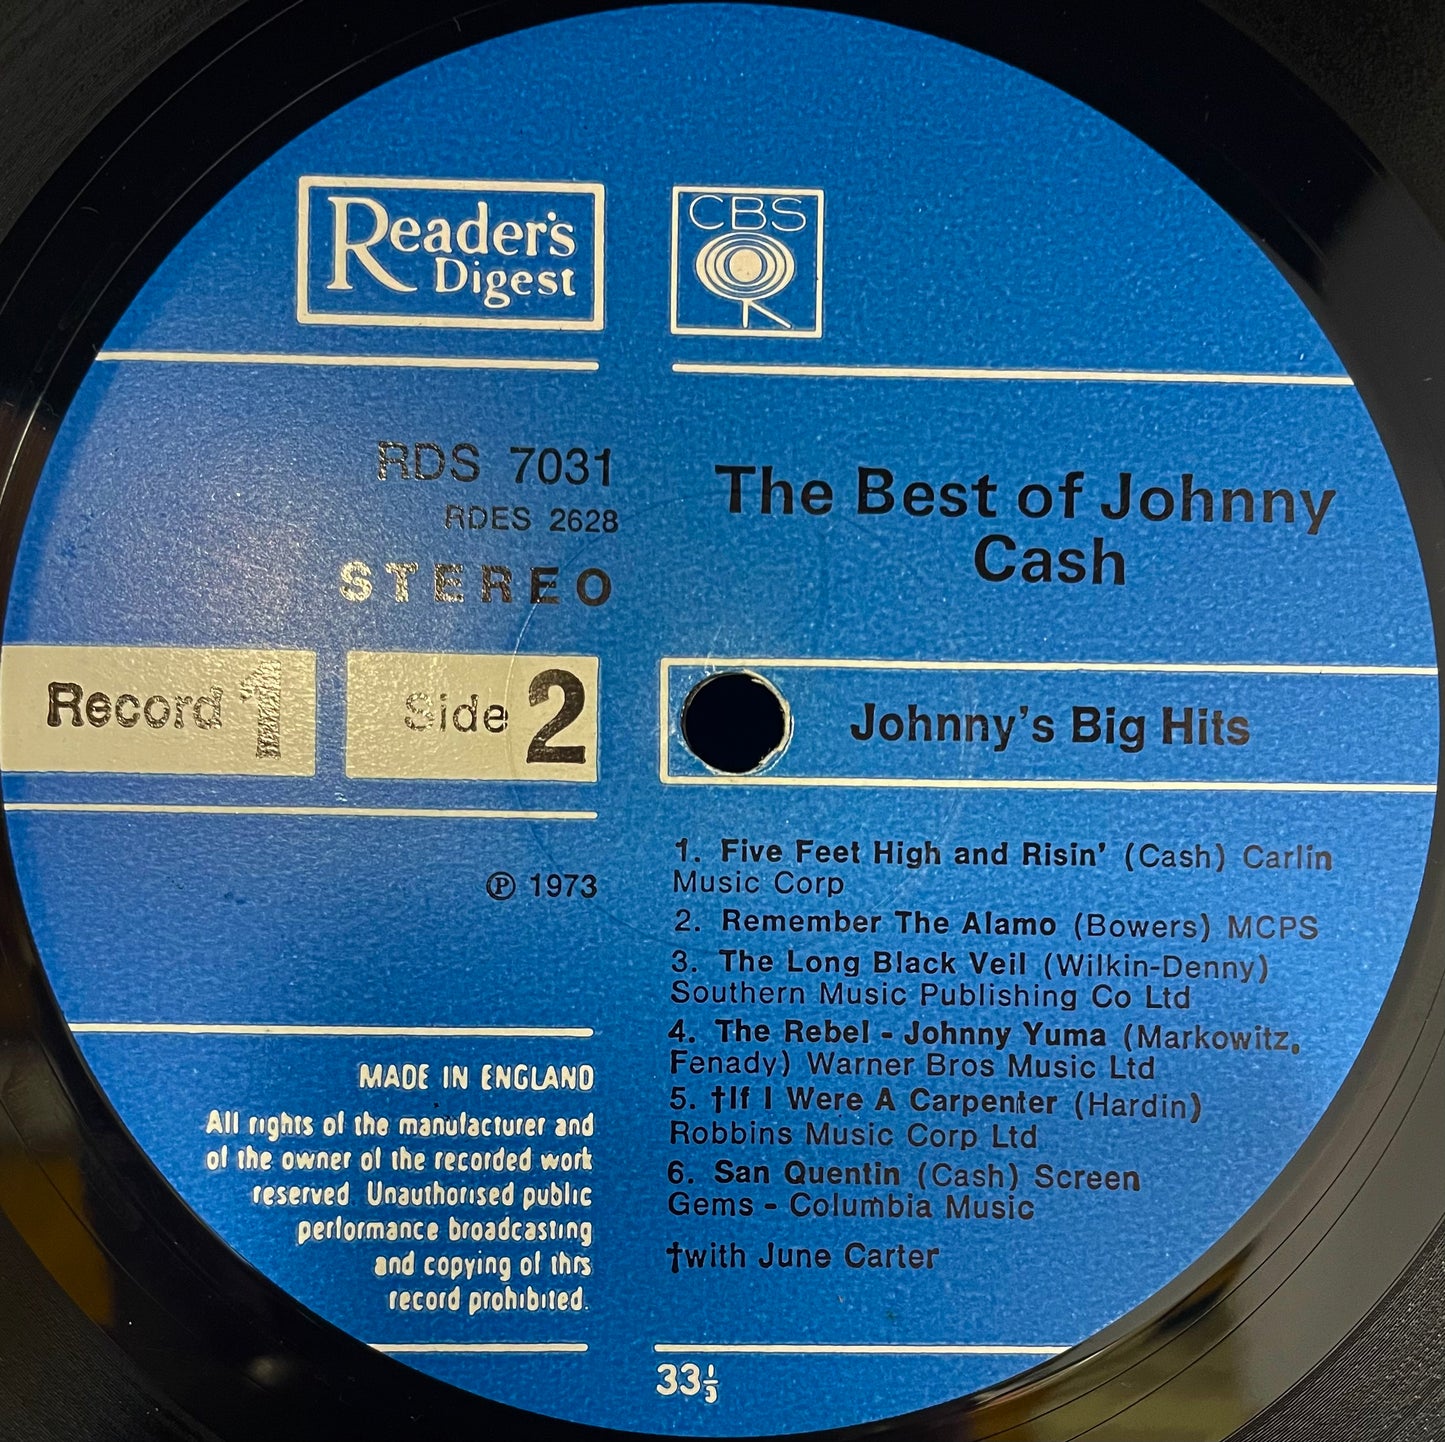 Reader's
Digest
CBS
RDS 7031
RDES 2628
STEREO
Record 1
Side 2
℗ 1973
MADE IN ENGLAND
All rights of the manufacturer and
of the owner of the recorded work
reserved Unauthorised public
performance broadcasting
and copying of this
record prohibited.
The Best of Johnny
Cash
Johnny's Big Hits
1. Five Feet High and Risin' (Cash) Carlin
Music Corp
2. Remember The Alamo (Bowers) MCPS
3. The Long Black Veil (Wilkin-Denny)
Southern Music Publishing Co Ltd
4. The Rebel - Johnny Yuma (Markowitz,
Fenady) Warner Bros Music Ltd
5. †If I Were A Carpenter (Hardin)
Robbins Music Corp Ltd
6. San Quentin (Cash) Screen
Gems - Columbia Music
†with June Carter
33⅓